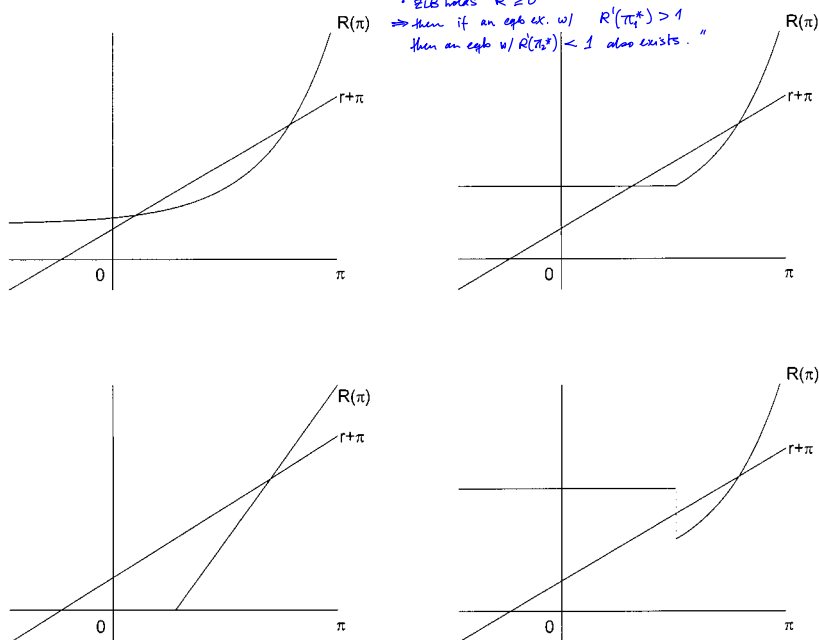 • ZLB holds R ≥ 0
⇒ then if an eqb ex. w/ R'(π₁*) > 1
then an eqb w/ R'(π₂*) < 1 also exists. "
R(π)
r+π
0
π
R(π)
r+π
0
π
R(π)
r+π
0
π
R(π)
r+π
0
π